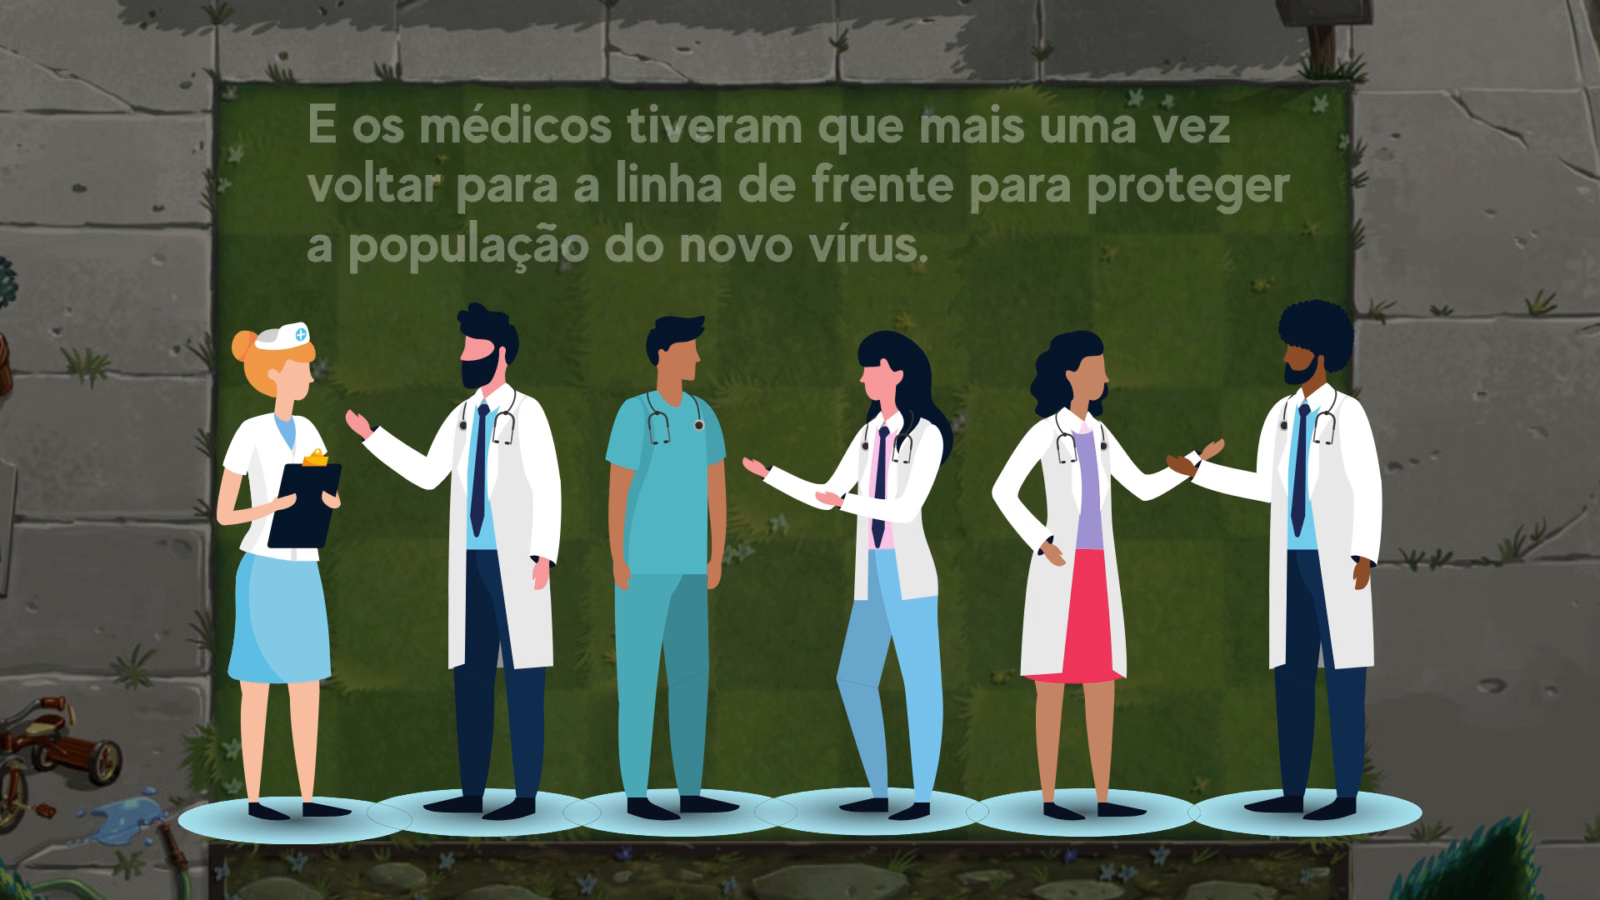 E os médicos tiveram que mais uma vez
voltar para a linha de frente para proteger
a população do novo vírus.